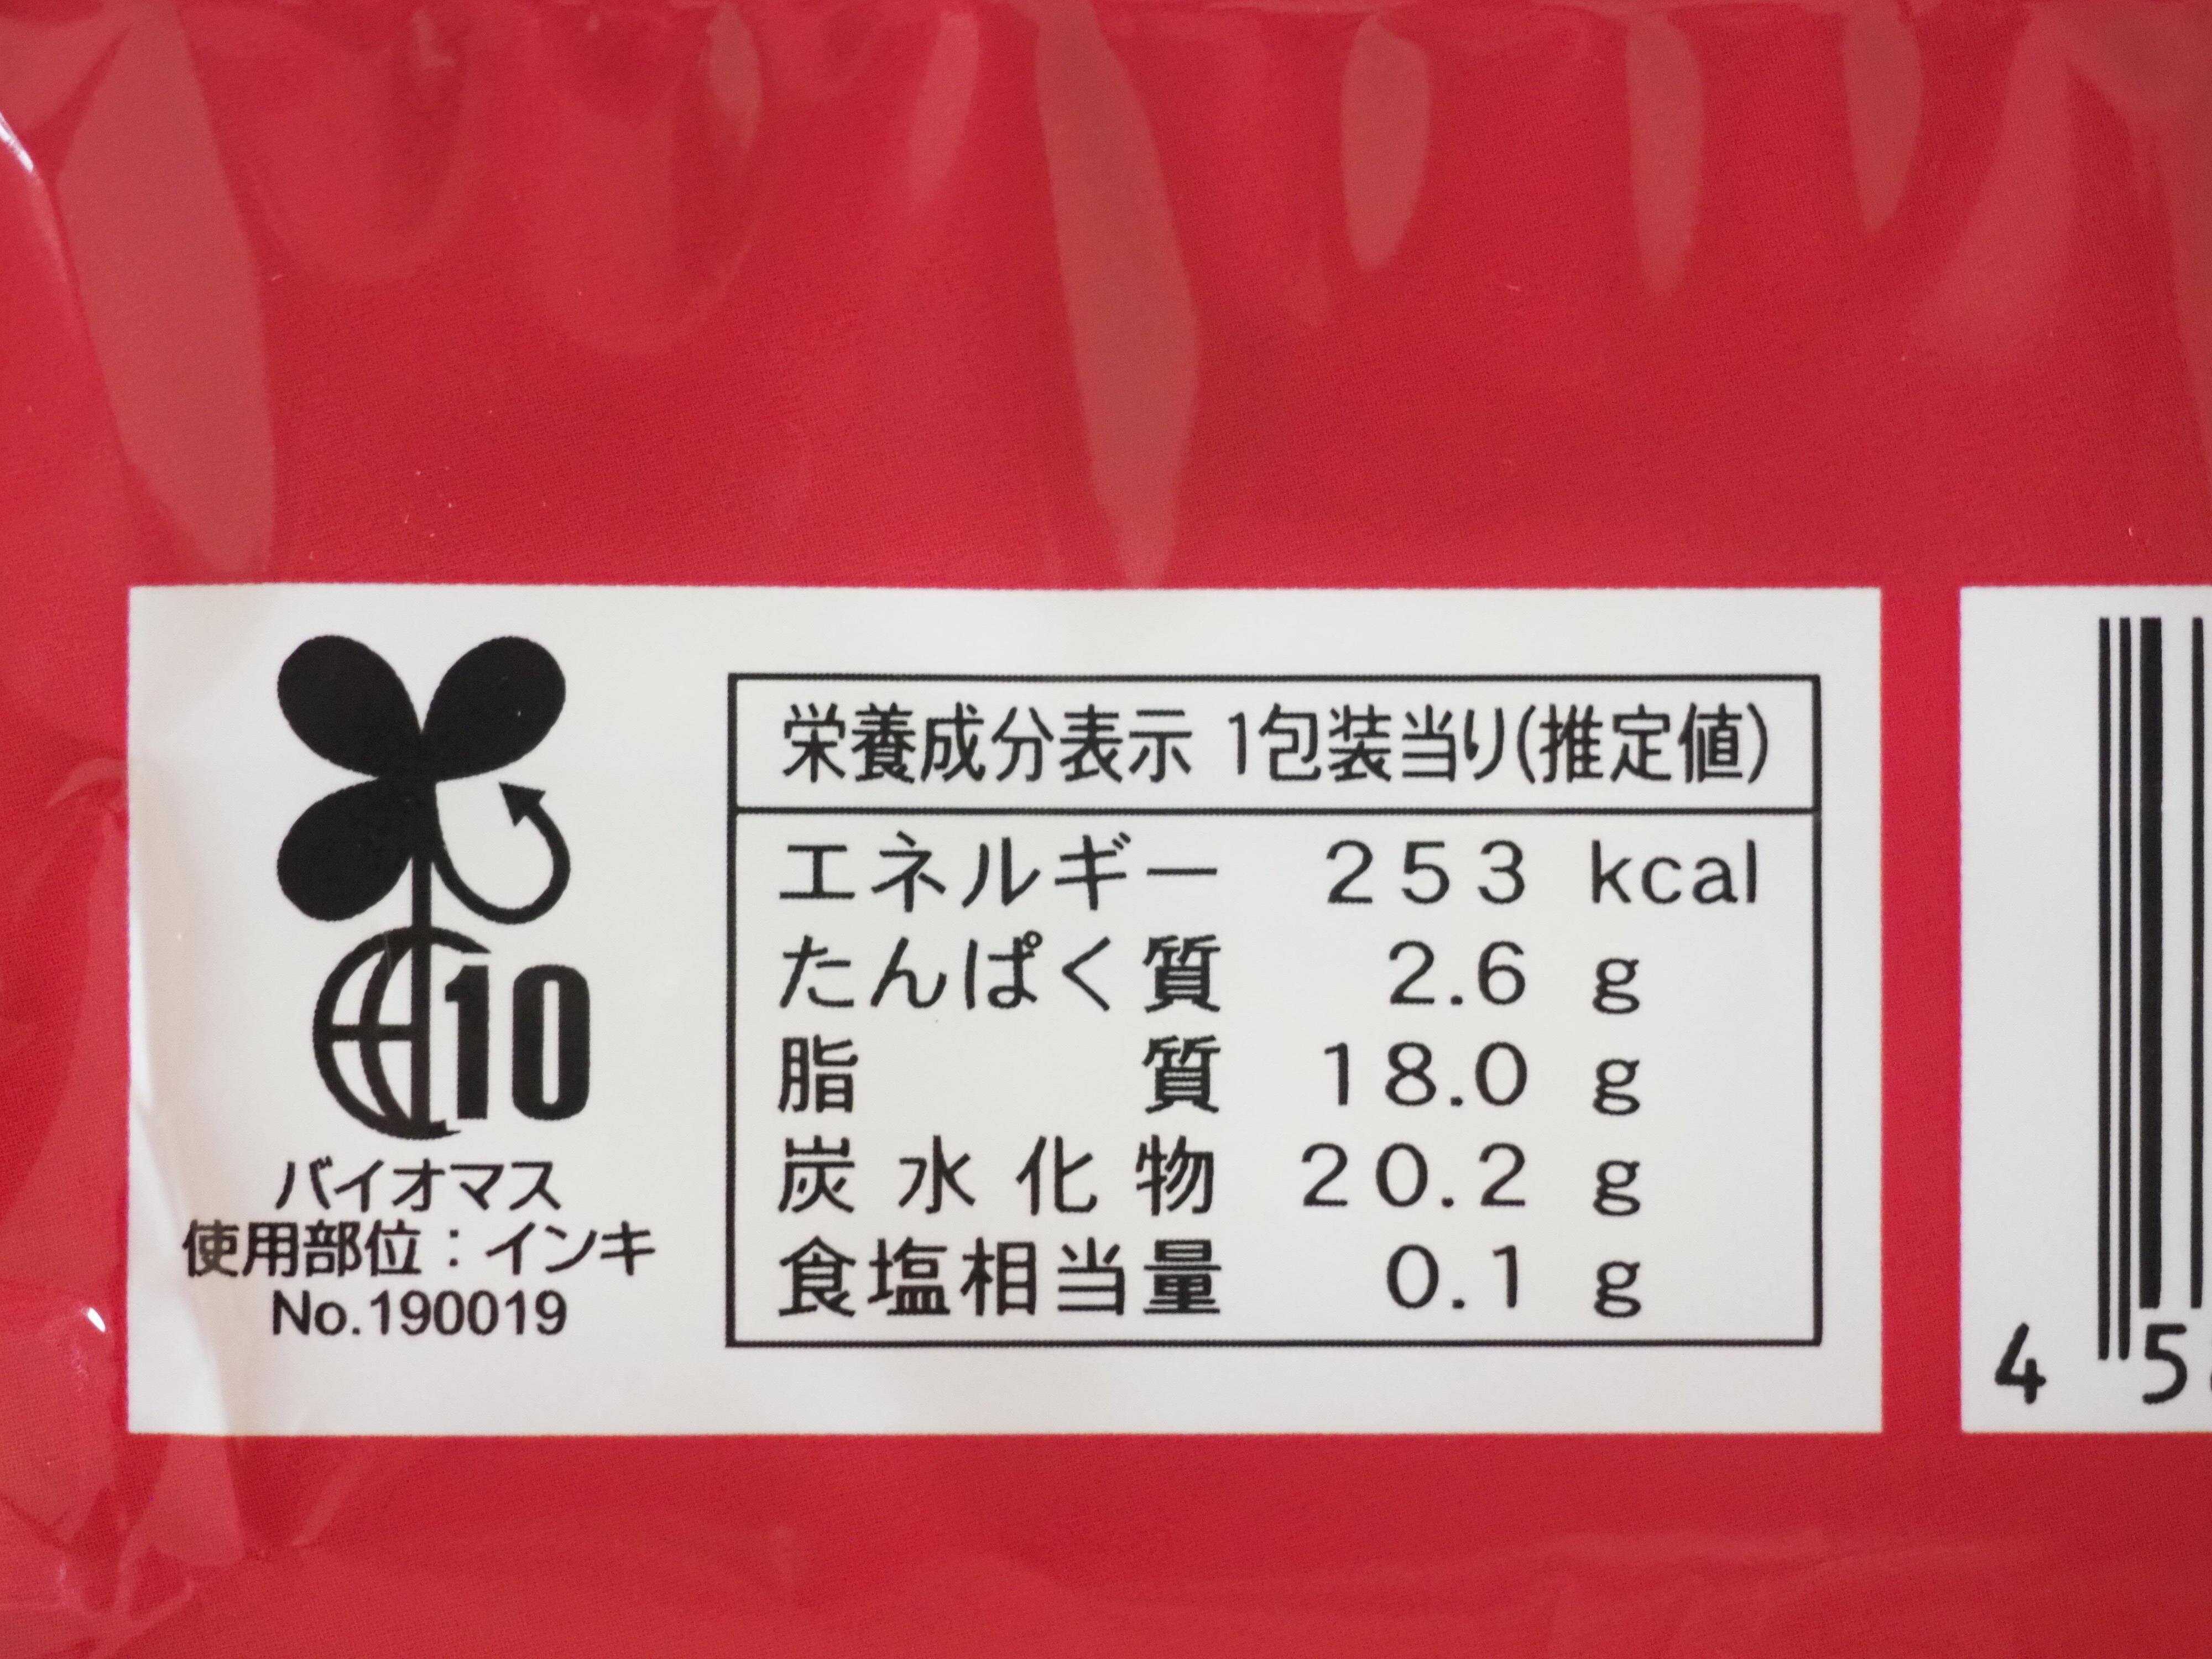 10
バイオマス
使用部位：インキ
No.190019
栄養成分表示 1包装当り(推定値)
エネルギー 253 kcal
たんぱく質 2.6 g
脂質 18.0 g
炭水化物 20.2 g
食塩相当量 0.1 g
4 5